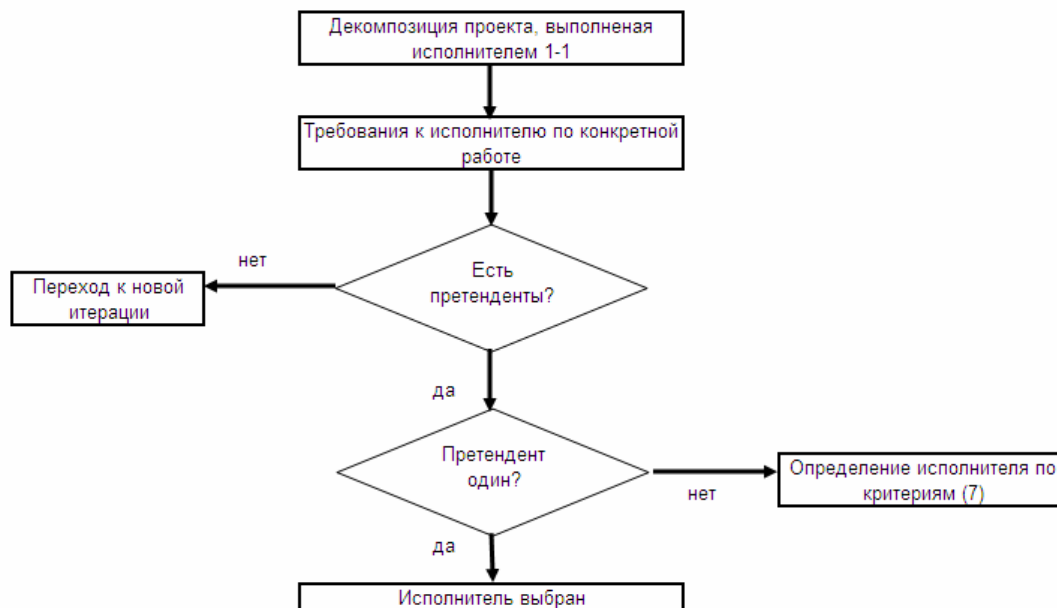 Декомпозиция проекта, выполненая
исполнителем 1-1
Требования к исполнителю по конкретной
работе
нет
Есть
претенденты?
Переход к новой
итерации
да
Претендент
один?
нет
Определение исполнителя по
критериям (7)
да
Исполнитель выбран